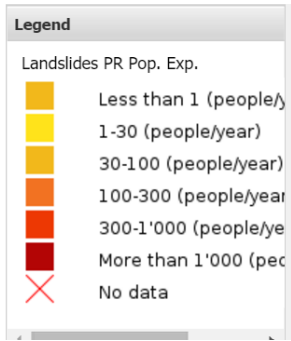 Legend
Landslides PR Pop. Exp.
Less than 1 (people/y
1-30 (people/year)
30-100 (people/year)
100-300 (people/year
300-1'000 (people/ye
More than 1'000 (peo
No data